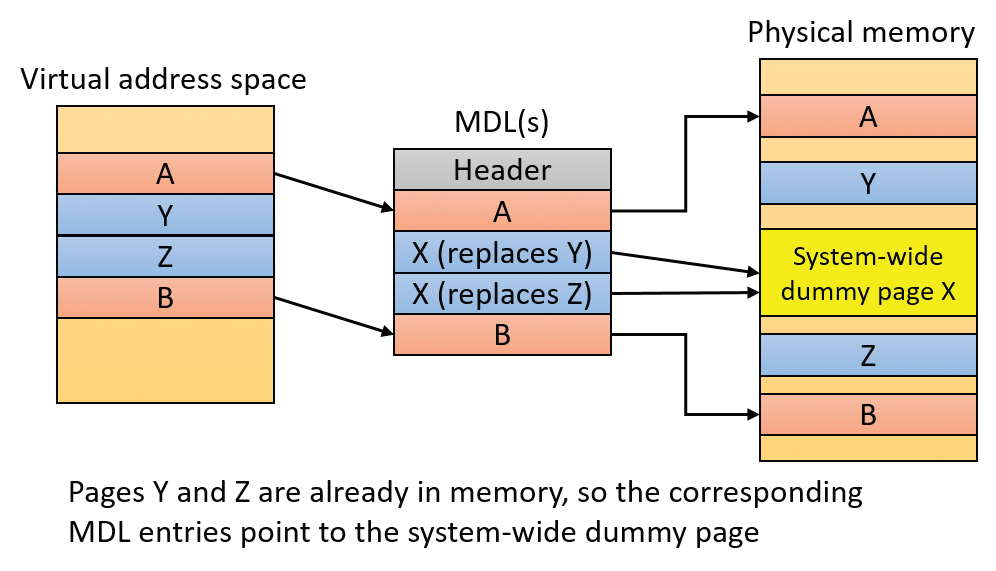 Physical memory
Virtual address space
MDL(s)
A
Y
Z
B
Header
A
X (replaces Y)
X (replaces Z)
B
A
Y
System-wide
dummy page X
Z
B
Pages Y and Z are already in memory, so the corresponding
MDL entries point to the system-wide dummy page